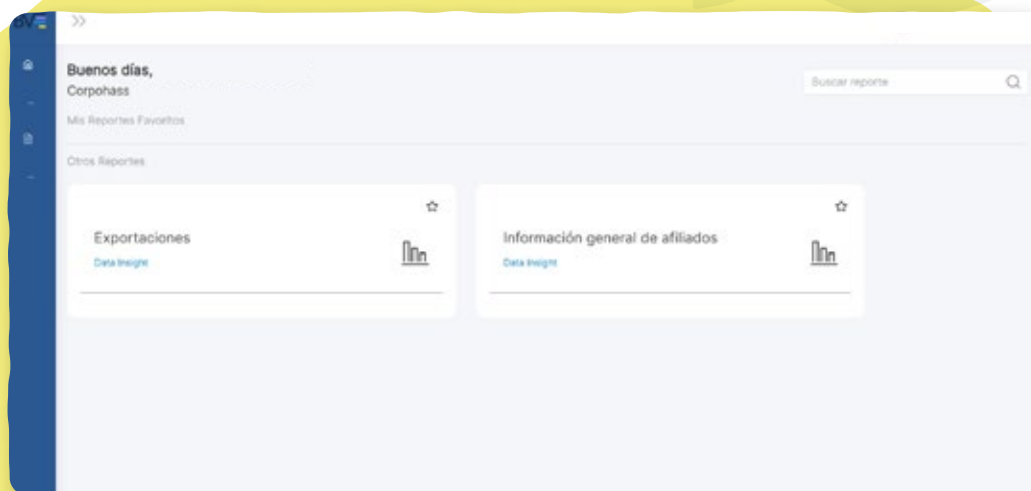 Buenos días,
Corpohass
Buscar reporte
Mis Reportes Favoritos
Otros Reportes
Exportaciones
Data Insight
Información general de afiliados
Data Insight